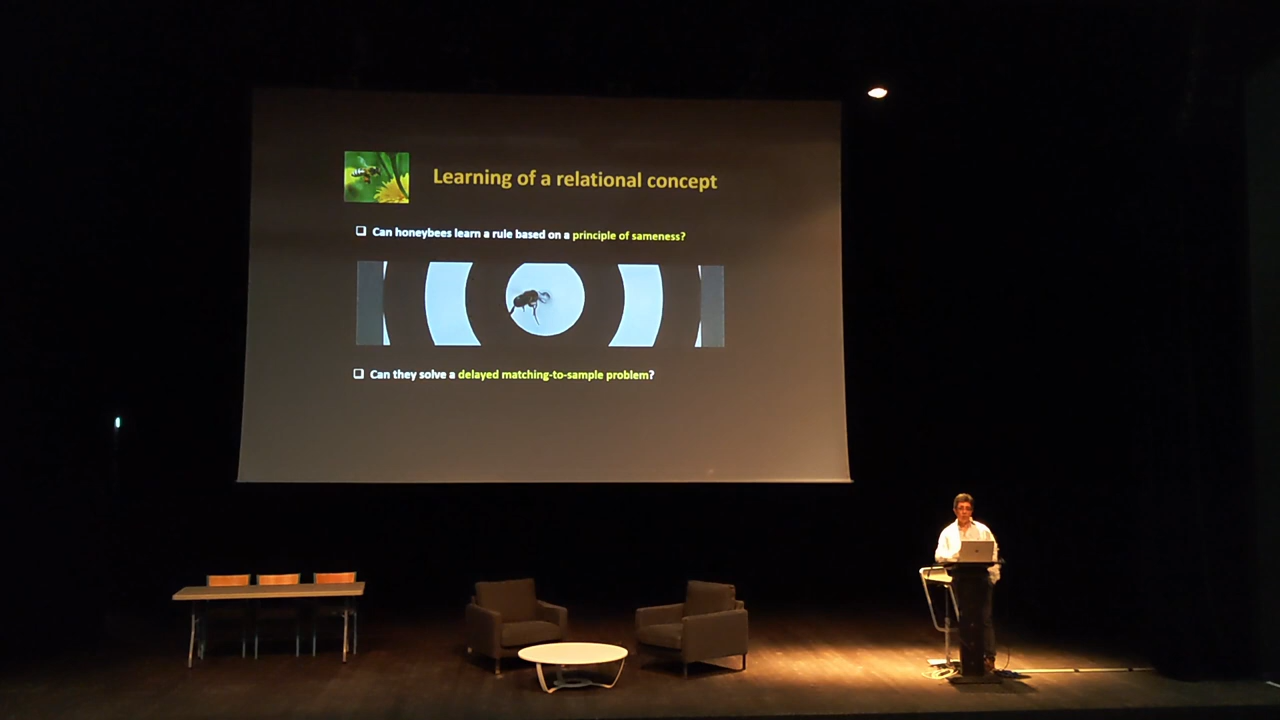 Learning of a relational concept
Can honeybees learn a rule based on a principle of sameness?
Can they solve a delayed matching-to-sample problem?